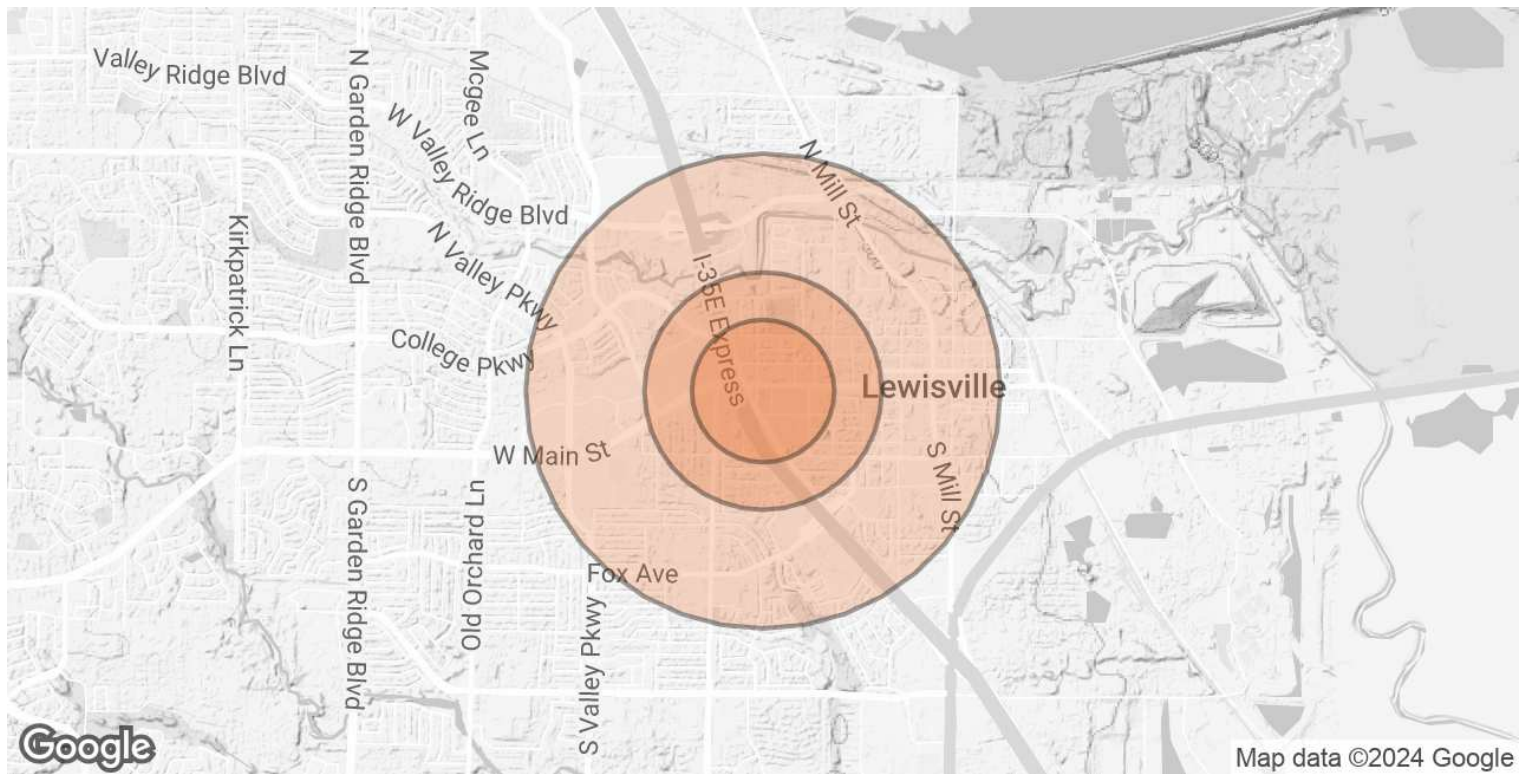 Valley Ridge Blvd
N Garden Ridge Blvd
Mcgee Ln
W Valley Ridge Blvd
N Mill St
Kirkpatrick Ln
N Valley Pkwy
I-35E Express
College Pkwy
Lewisville
W Main St
S Mill St
S Garden Ridge Blvd
Old Orchard Ln
Fox Ave
S Valley Pkwy
Google
Map data ©2024 Google